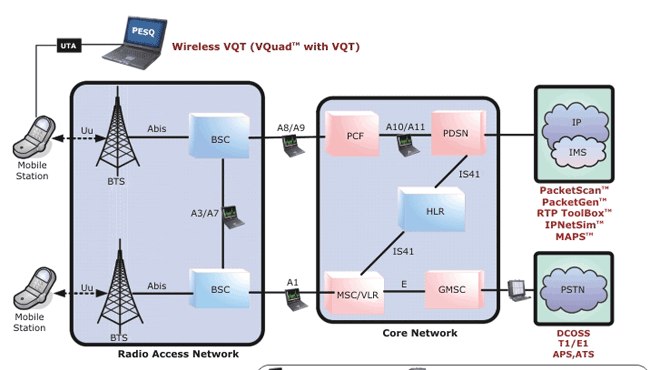 PESQ
UTA
Wireless VQT (VQuad™ with VQT)
Uu
Abis
BSC
A8/A9
PCF
A10/A11
PDSN
IP
IMS
Mobile
Station
BTS
IS41
PacketScan™
PacketGen™
RTP ToolBox™
IPNetSim™
MAPS™
A3/A7
HLR
IS41
Uu
Abis
BSC
A1
MSC/VLR
E
GMSC
PSTN
Mobile
Station
BTS
Radio Access Network
Core Network
DCOSS
T1/E1
APS,ATS